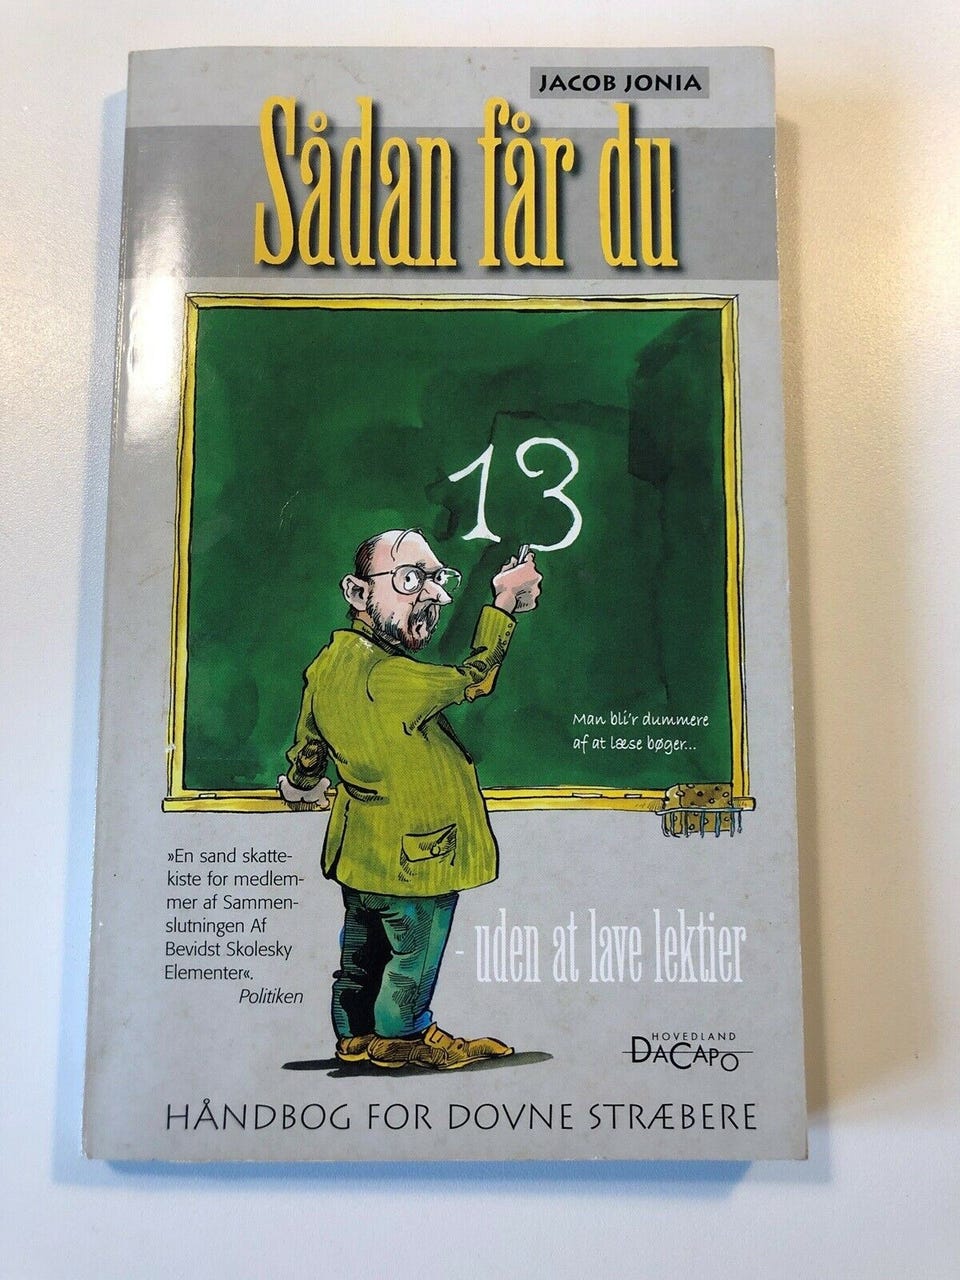 JACOB JONIA
Sådan får du
13
Man bli'r dummere
af at læse bøger...
»En sand skatte-
kiste for medlem-
mer af Sammen-
slutningen Af
Bevidst Skolesky
Elementer«.
Politiken
- uden at lave lektier
HOVEDLAND
DACAPO
HÅNDBOG FOR DOVNE STRÆBERE